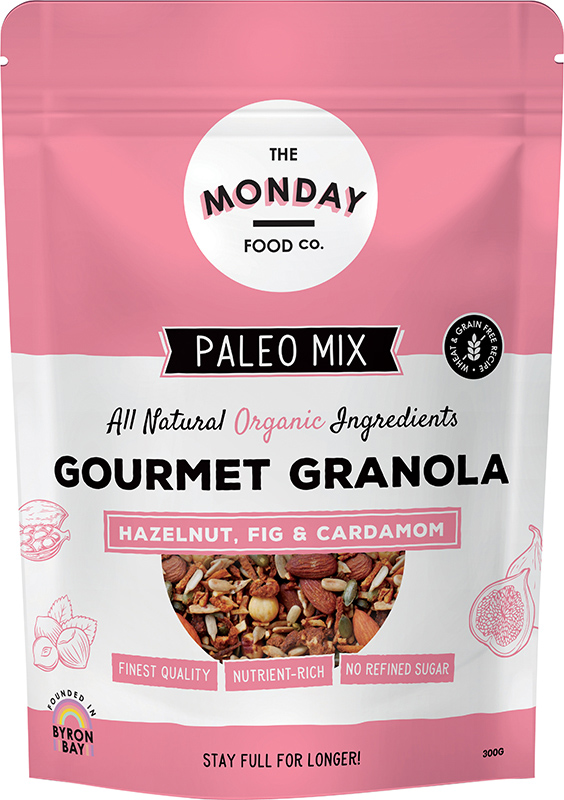 THE
MONDAY
FOOD CO.
PALEO MIX
WHEAT & GRAIN FREE RECIPE •
All Natural Organic Ingredients
GOURMET GRANOLA
HAZELNUT, FIG & CARDAMOM
FINEST QUALITY
NUTRIENT-RICH
NO REFINED SUGAR
FOUNDED IN
BYRON
BAY
STAY FULL FOR LONGER!
300G